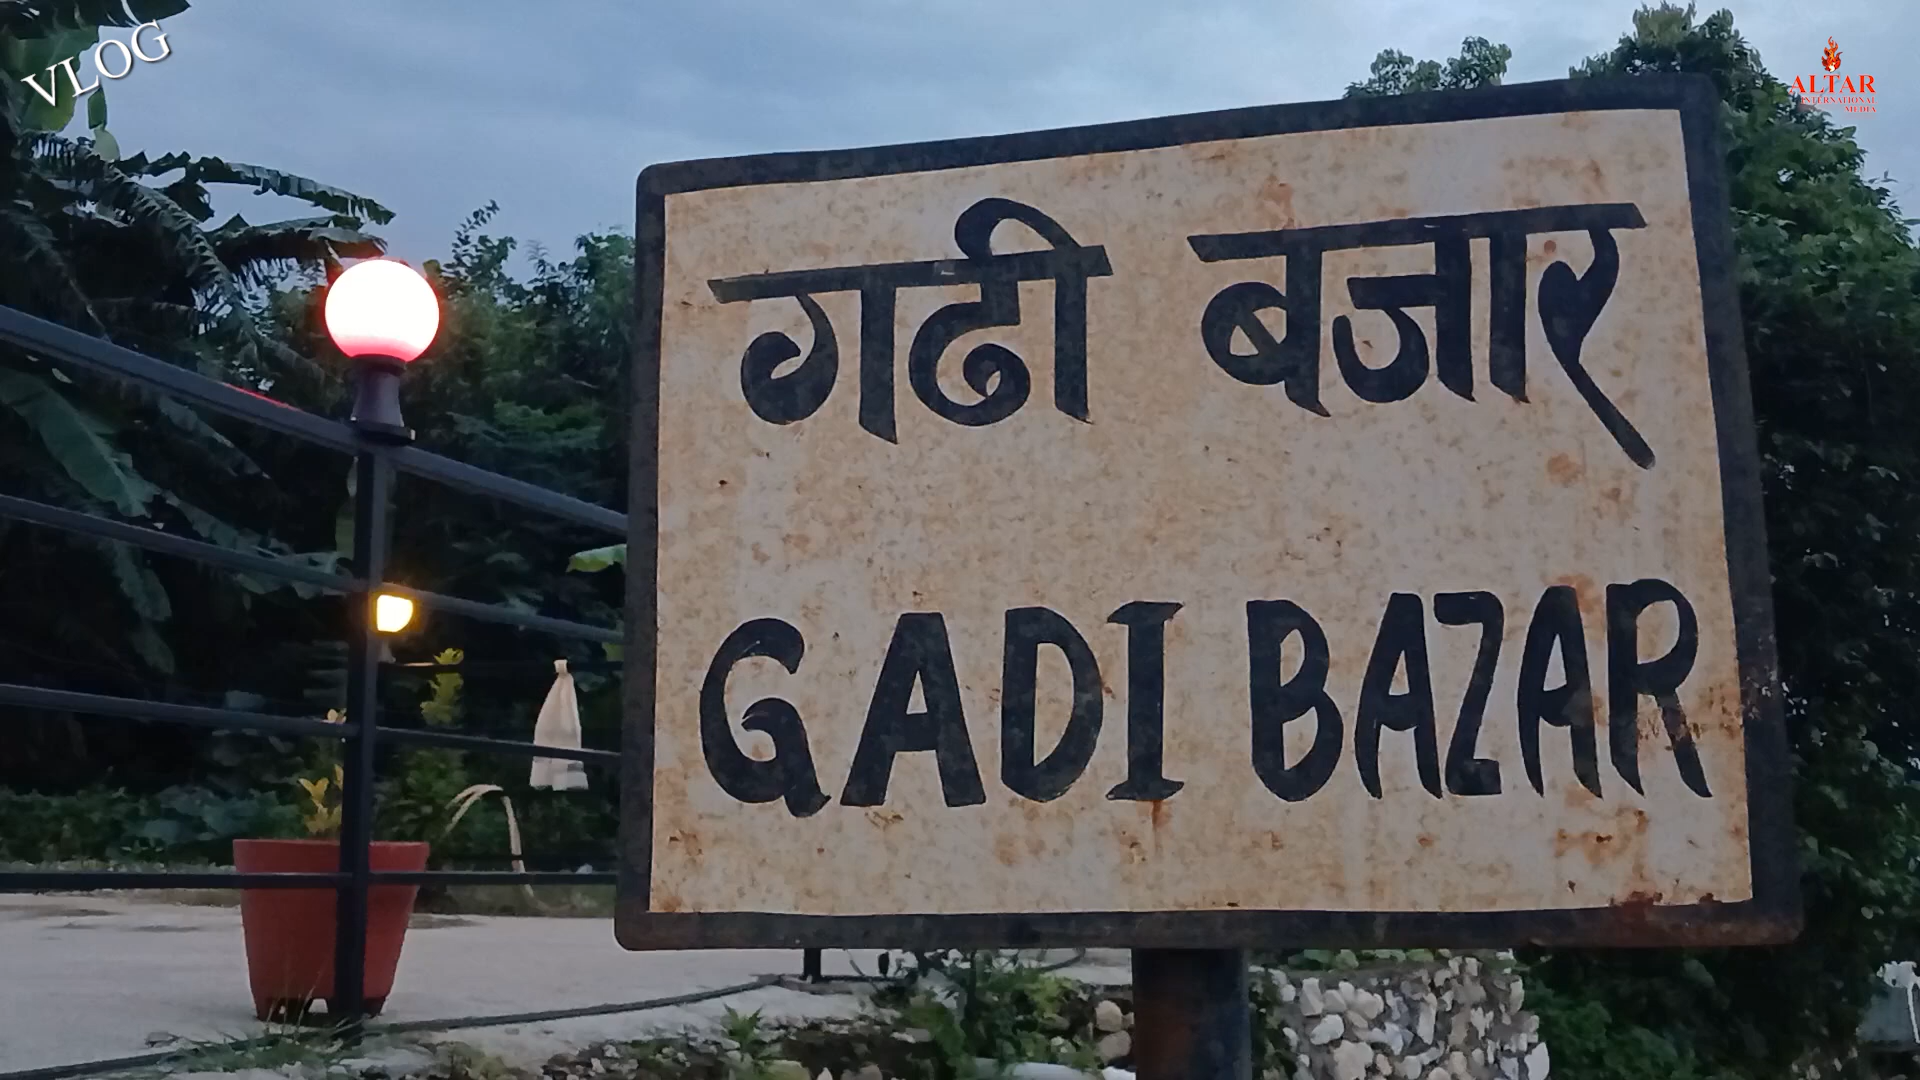 VLOG
ALTAR
INTERNATIONAL
MEDIA
गढी बजार
GADI BAZAR